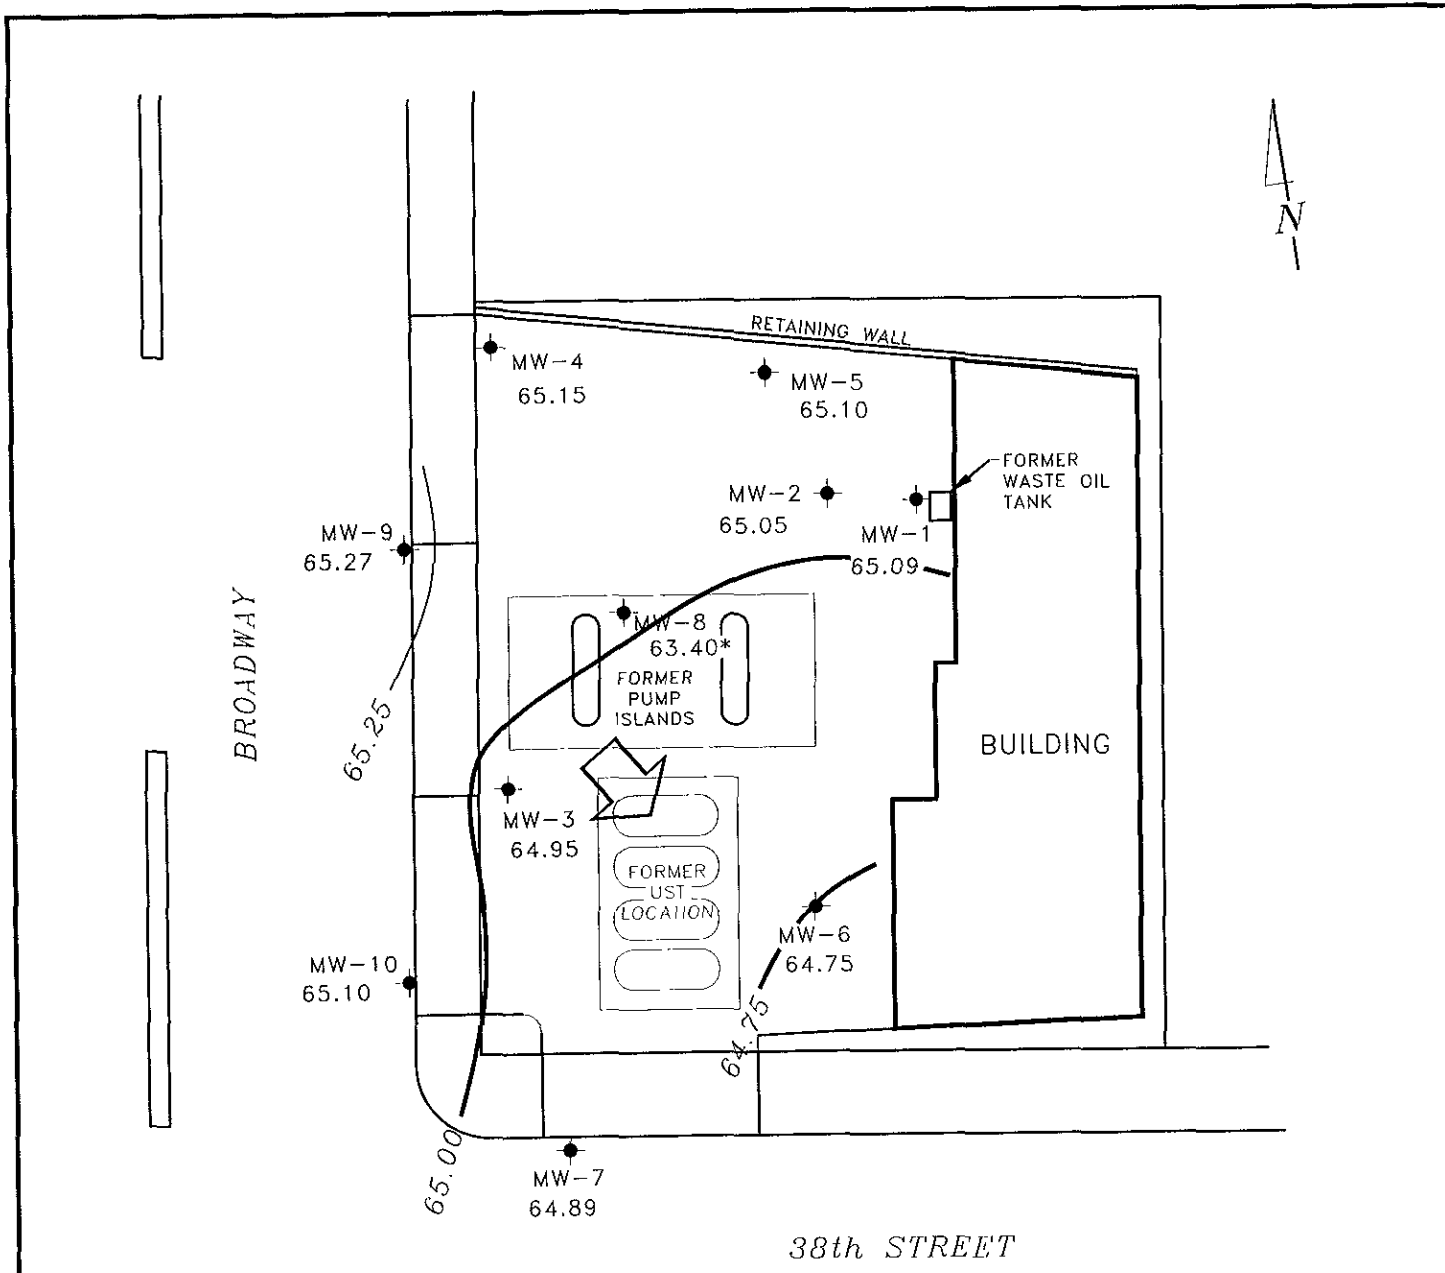 N
RETAINING WALL
MW-4
65.15
MW-5
65.10
FORMER
WASTE OIL
TANK
MW-2
65.05
MW-1
65.09
MW-9
65.27
BROADWAY
65.25
MW-8
63.40*
FORMER
PUMP
ISLANDS
BUILDING
MW-3
64.95
FORMER
UST
LOCATION
MW-6
64.75
MW-10
65.10
64.75
65.00
MW-7
64.89
38th STREET